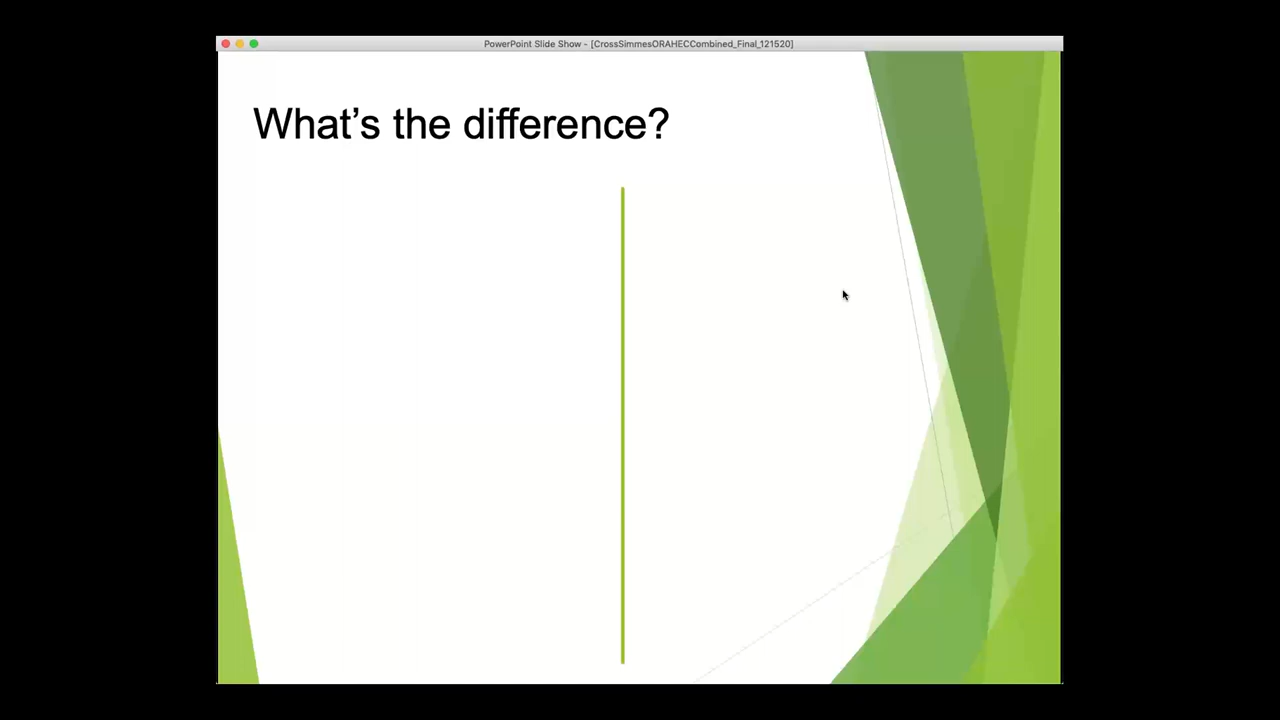 PowerPoint Slide Show - [CrossSimmesORAHECCombined_Final_121520]
What’s the difference?